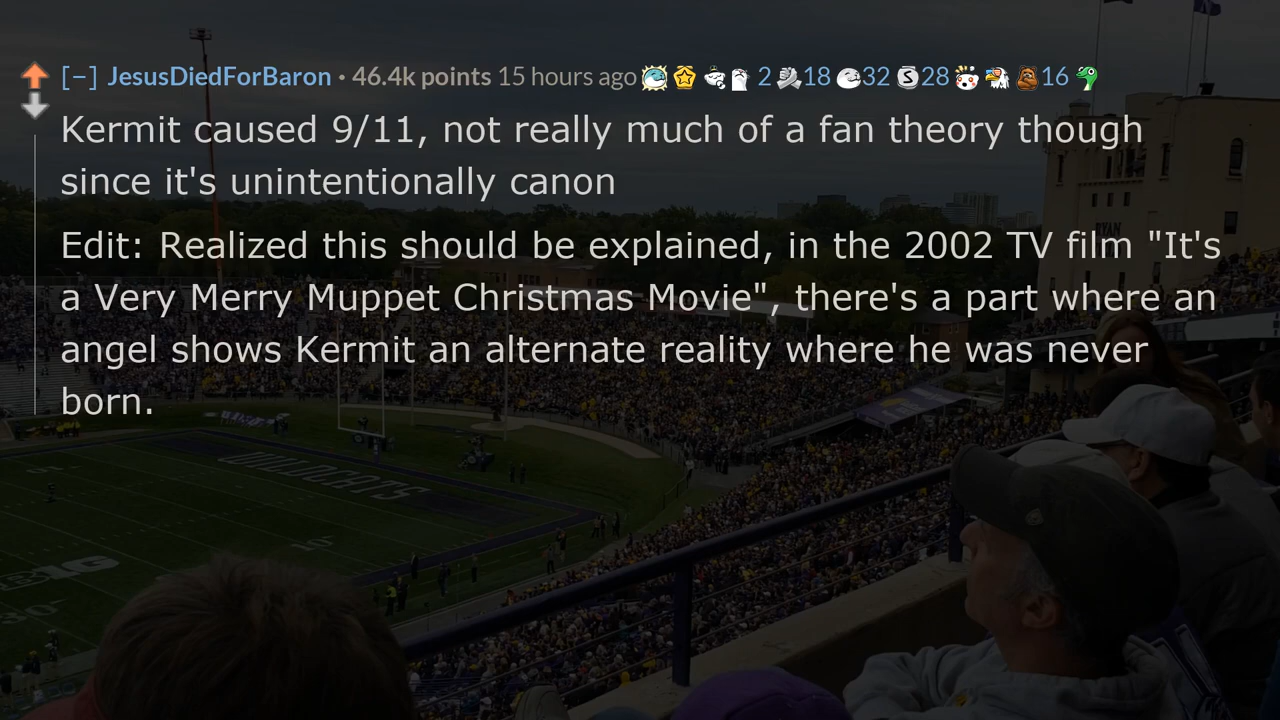 [−] JesusDiedForBaron · 46.4k points 15 hours ago 2 18 32 28 16
Kermit caused 9/11, not really much of a fan theory though
since it's unintentionally canon
Edit: Realized this should be explained, in the 2002 TV film "It's
a Very Merry Muppet Christmas Movie", there's a part where an
angel shows Kermit an alternate reality where he was never
born.
RYAN
WILDCATS